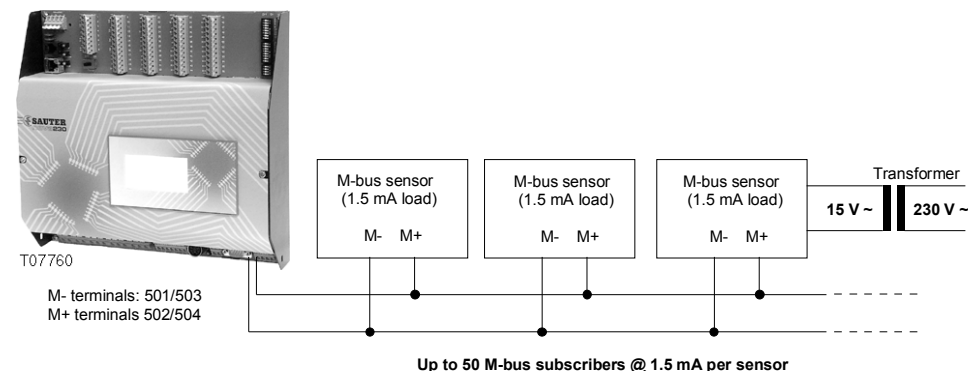 SAUTER
T07760
M- terminals: 501/503
M+ terminals 502/504
M-bus sensor
(1.5 mA load)
M- M+
M-bus sensor
(1.5 mA load)
M- M+
M-bus sensor
(1.5 mA load)
M- M+
Transformer
15 V ~
230 V ~
Up to 50 M-bus subscribers @ 1.5 mA per sensor